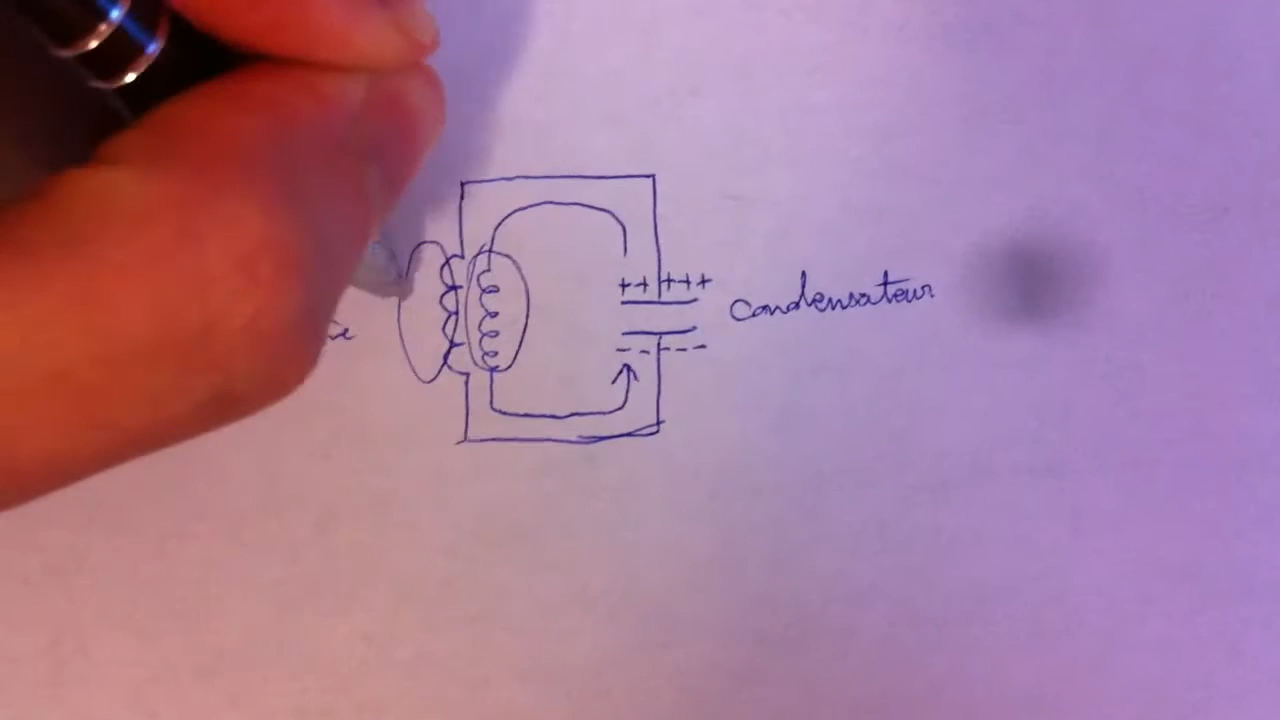 ++ +++
Condensateur
-----